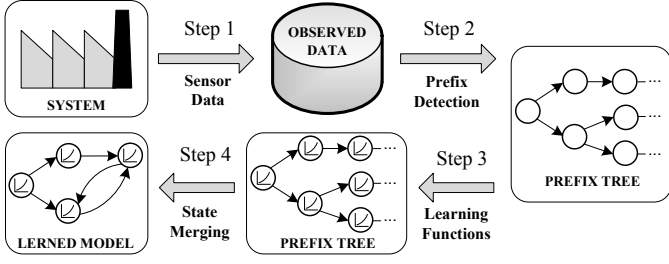 Step 1
Sensor
Data
SYSTEM
OBSERVED
DATA
Step 2
Prefix
Detection
...
...
...
PREFIX TREE
Step 3
Learning
Functions
...
...
...
PREFIX TREE
Step 4
State
Merging
LERNED MODEL